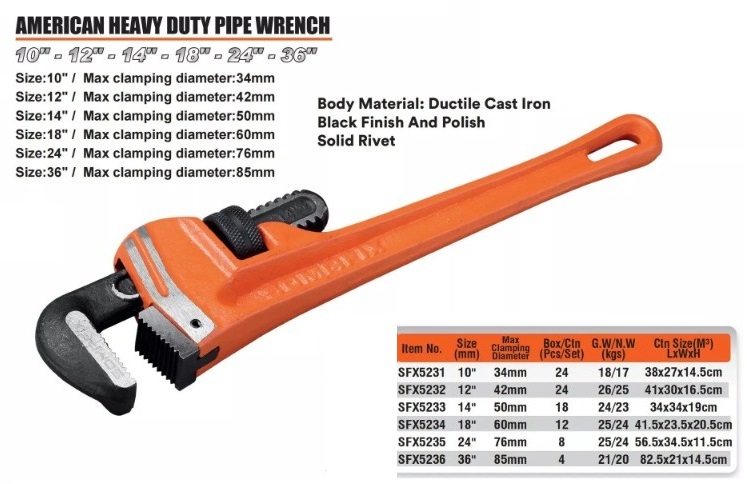 AMERICAN HEAVY DUTY PIPE WRENCH
10" - 12" - 14" - 18" - 24" - 36"
Size:10" / Max clamping diameter:34mm
Size:12" / Max clamping diameter:42mm
Size:14" / Max clamping diameter:50mm
Size:18" / Max clamping diameter:60mm
Size:24" / Max clamping diameter:76mm
Size:36" / Max clamping diameter:85mm
Body Material: Ductile Cast Iron
Black Finish And Polish
Solid Rivet
Item No. Size (mm) Max Clamping Diameter Box/Ctn (Pcs/Set) G.W/N.W (kgs) Ctn Size(M³) LxWxH
SFX5231 10" 34mm 24 18/17 38x27x14.5cm
SFX5232 12" 42mm 24 26/25 41x30x16.5cm
SFX5233 14" 50mm 18 24/23 34x34x19cm
SFX5234 18" 60mm 12 25/24 41.5x23.5x20.5cm
SFX5235 24" 76mm 8 25/24 56.5x34.5x11.5cm
SFX5236 36" 85mm 4 21/20 82.5x21x14.5cm